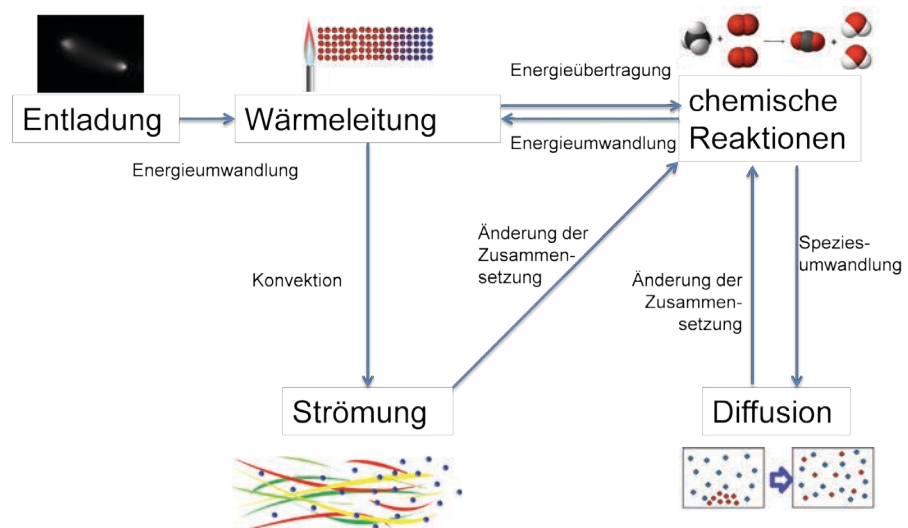 Entladung
Wärmeleitung
chemische
Reaktionen
Energieübertragung
Energieumwandlung
Energieumwandlung
Konvektion
Änderung der
Zusammen-
setzung
Änderung der
Zusammen-
setzung
Spezies-
umwandlung
Strömung
Diffusion
+
+